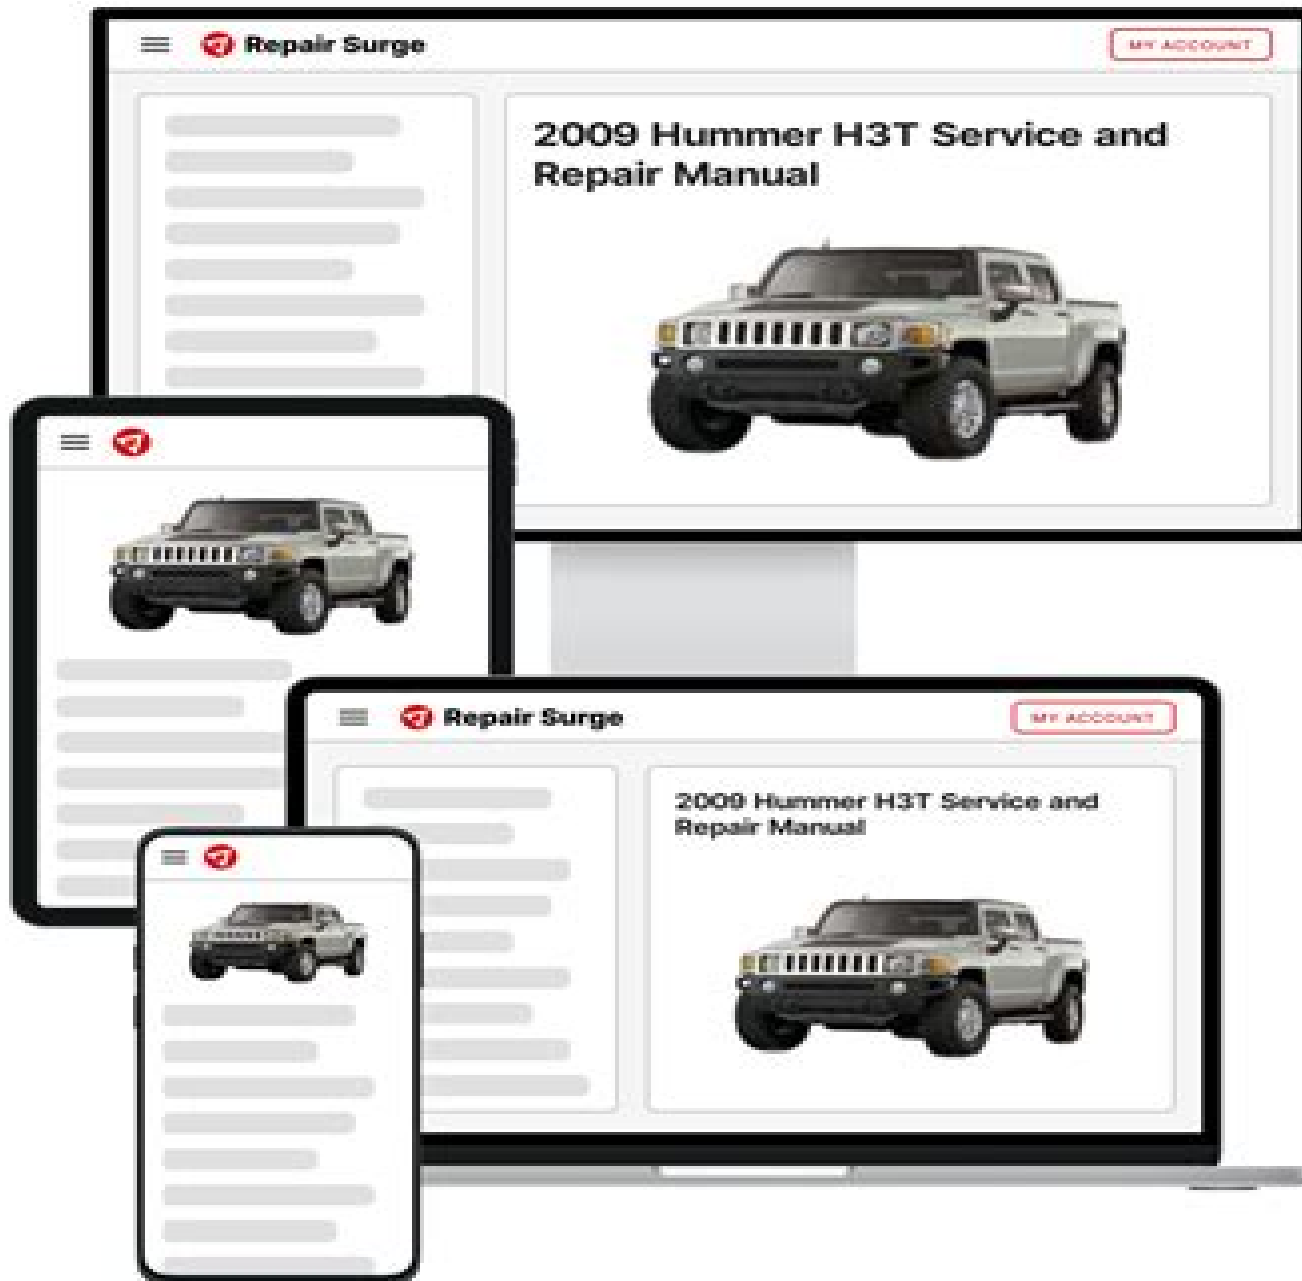 Repair Surge
MY ACCOUNT
2009 Hummer H3T Service and
Repair Manual
Repair Surge
MY ACCOUNT
2009 Hummer H3T Service and
Repair Manual